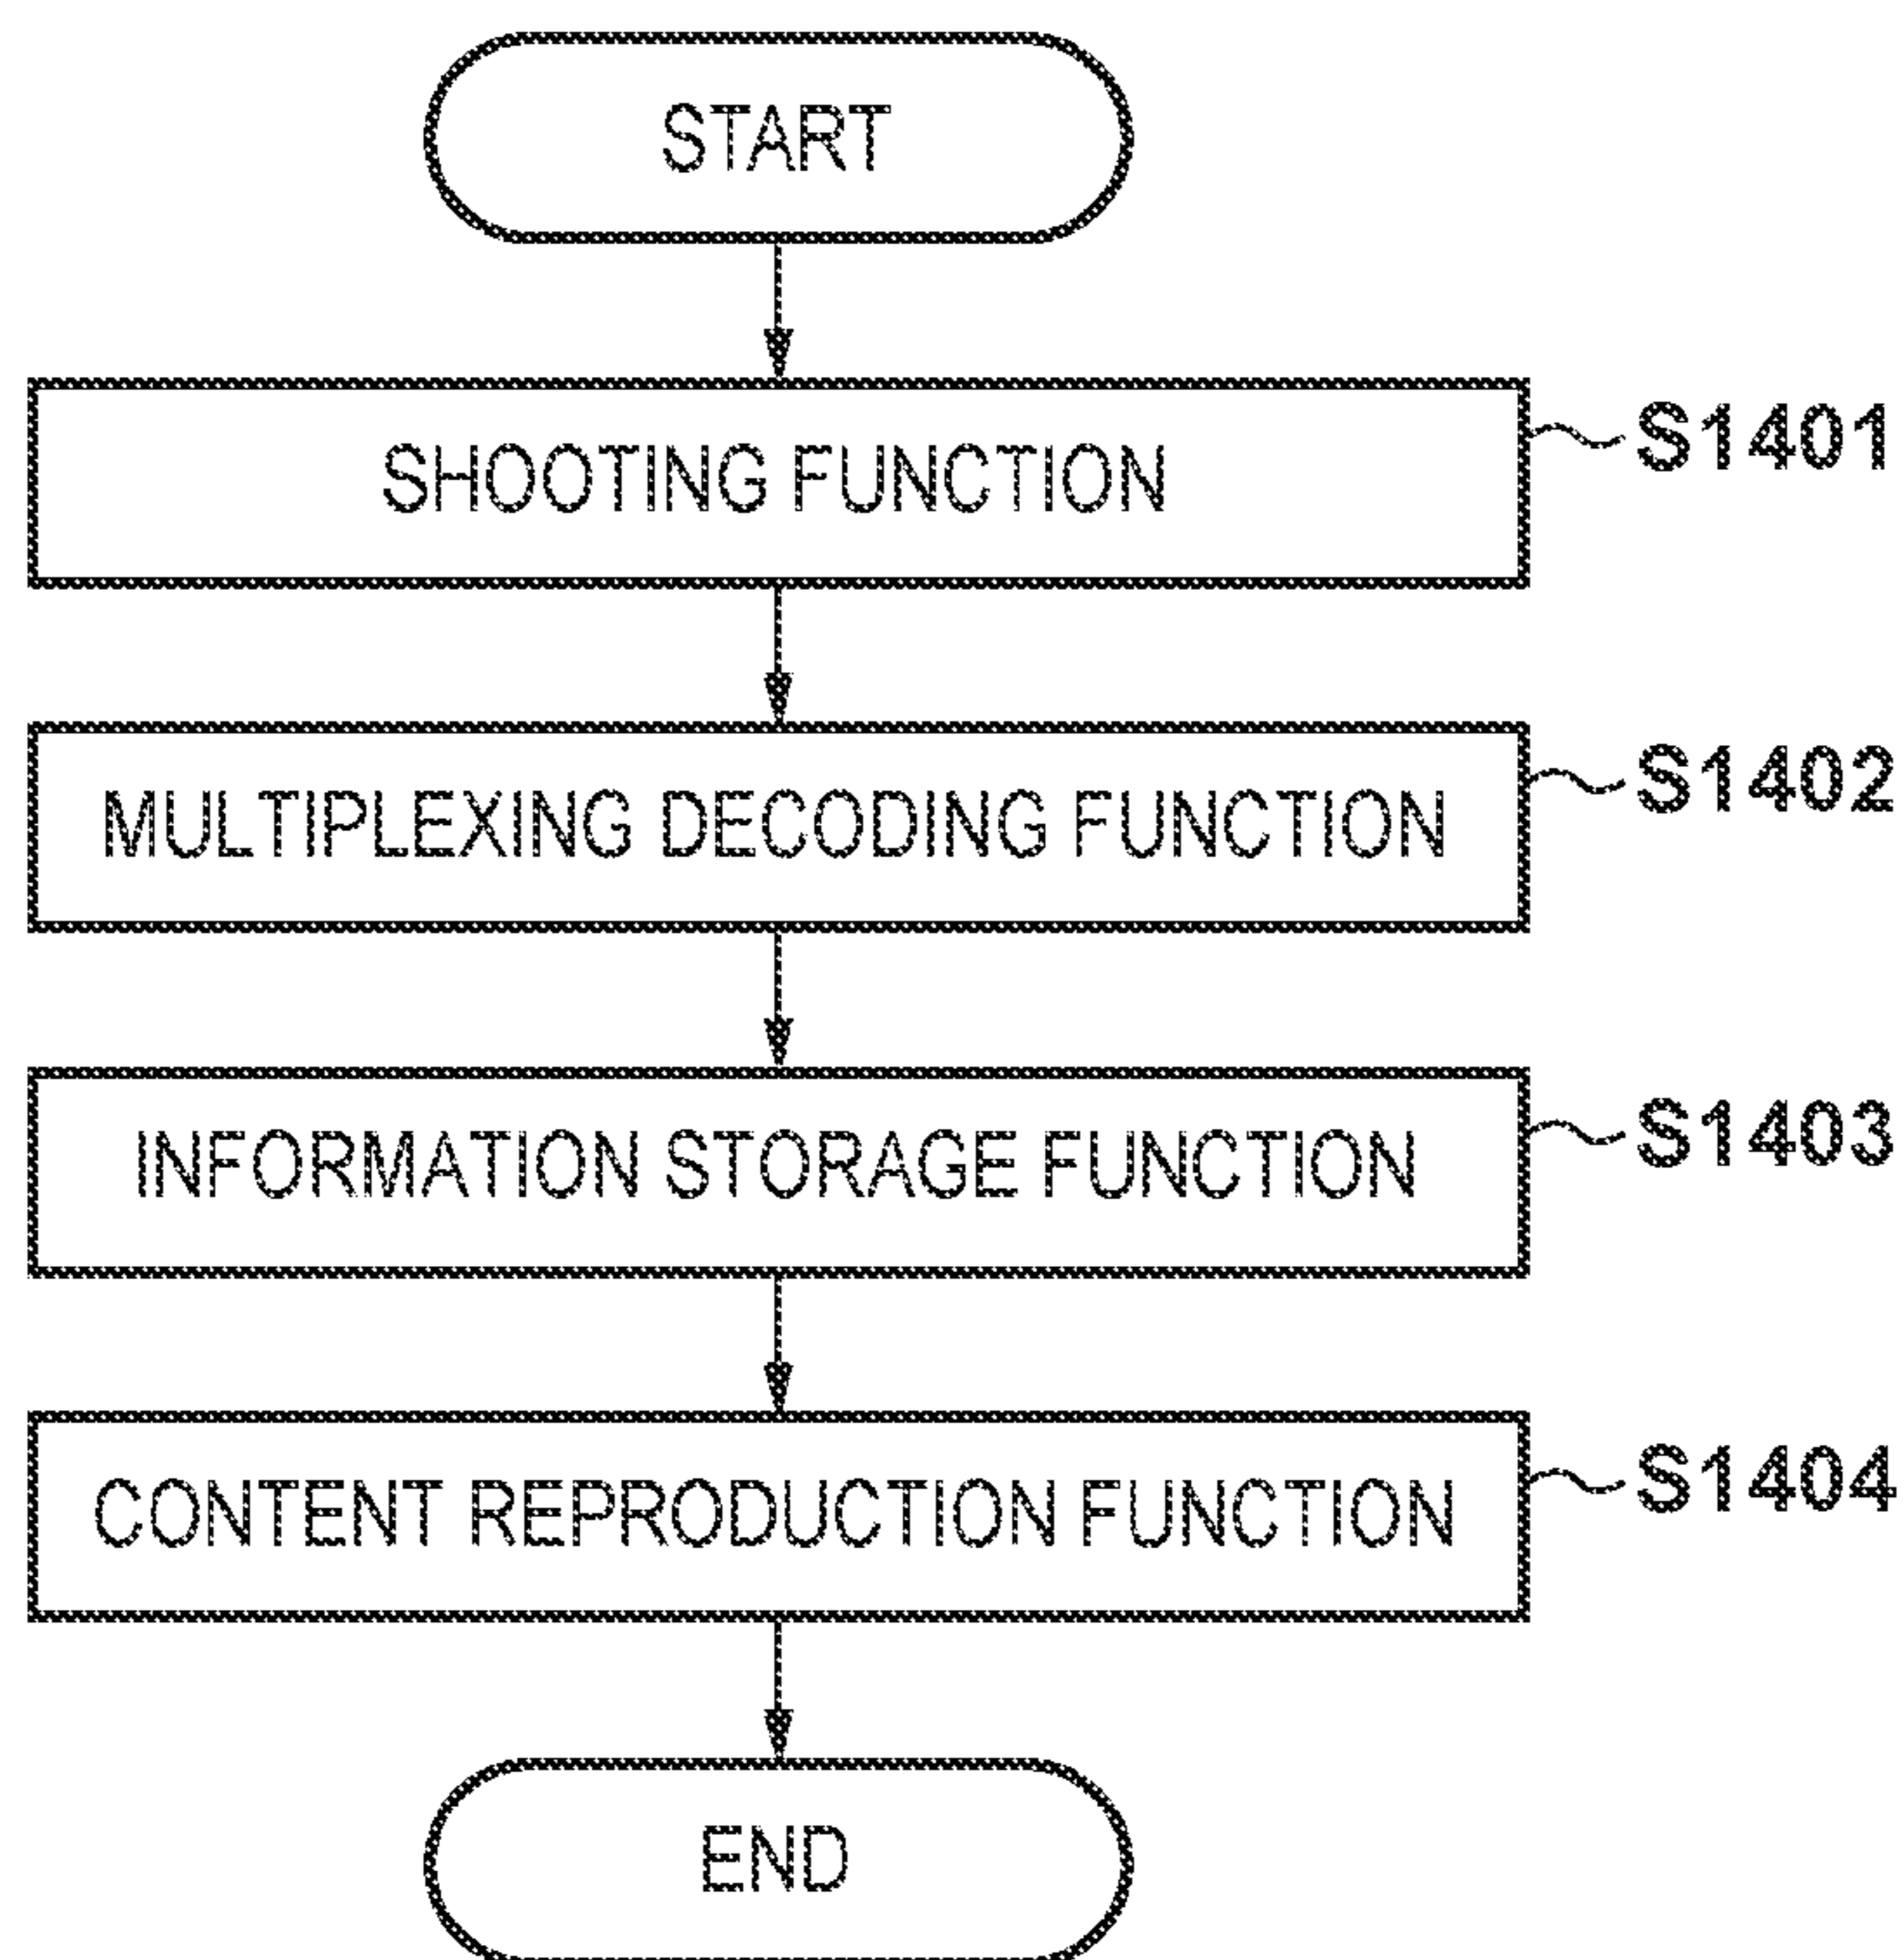 START
SHOOTING FUNCTION
S1401
MULTIPLEXING DECODING FUNCTION
S1402
INFORMATION STORAGE FUNCTION
S1403
CONTENT REPRODUCTION FUNCTION
S1404
END